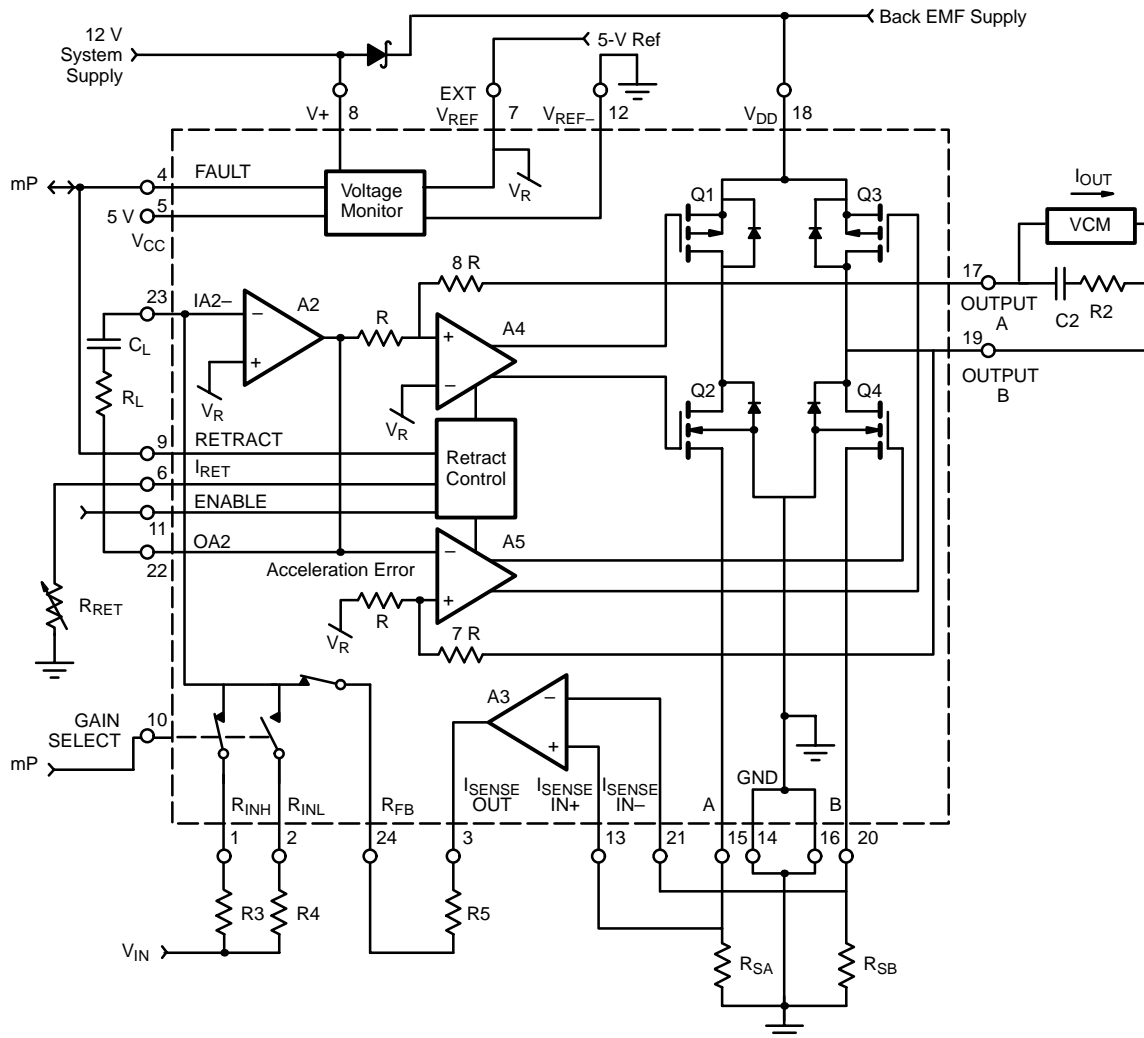 Back EMF Supply
12 V
System
Supply
5-V Ref
EXT
V+ 8 VREF 7 VREF– 12 VDD 18
mP 4 FAULT
5 V 5
VCC
Voltage
Monitor
VR
Q1 Q3
IOUT
VCM
8 R
17
OUTPUT
A
C2 R2
23 IA2– A2 R A4
19
OUTPUT
B
CL
RL
VR VR
Q2 Q4
9 RETRACT
6 IRET
ENABLE
11
Retract
Control
OA2
22
A5
Acceleration Error
RRET
VR R
7 R
A3
GAIN
SELECT
10
mP
RINH RINL RFB
ISENSE
OUT
ISENSE
IN+
ISENSE
IN–
A GND B
1 2 24 3 13 21 15 14 16 20
R3 R4 R5
VIN
RSA RSB